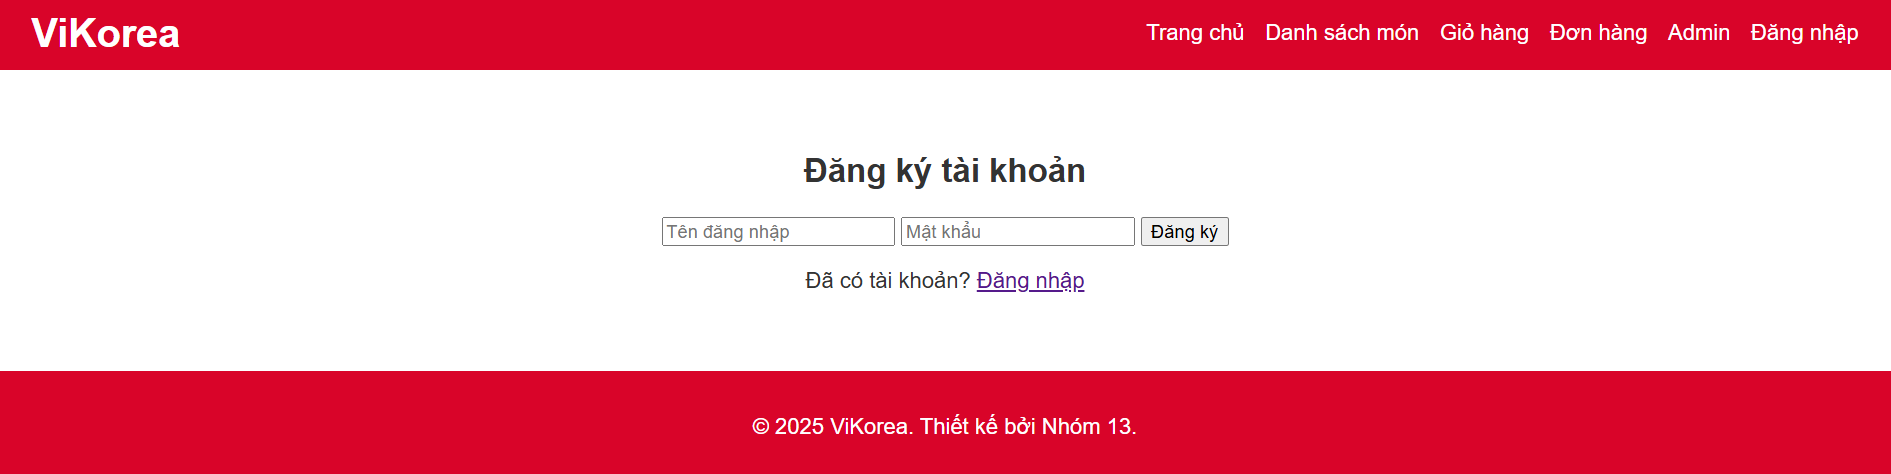 ViKorea
Trang chủ Danh sách món Giỏ hàng Đơn hàng Admin Đăng nhập
Đăng ký tài khoản
Tên đăng nhập Mật khẩu Đăng ký
Đã có tài khoản? Đăng nhập
© 2025 ViKorea. Thiết kế bởi Nhóm 13.